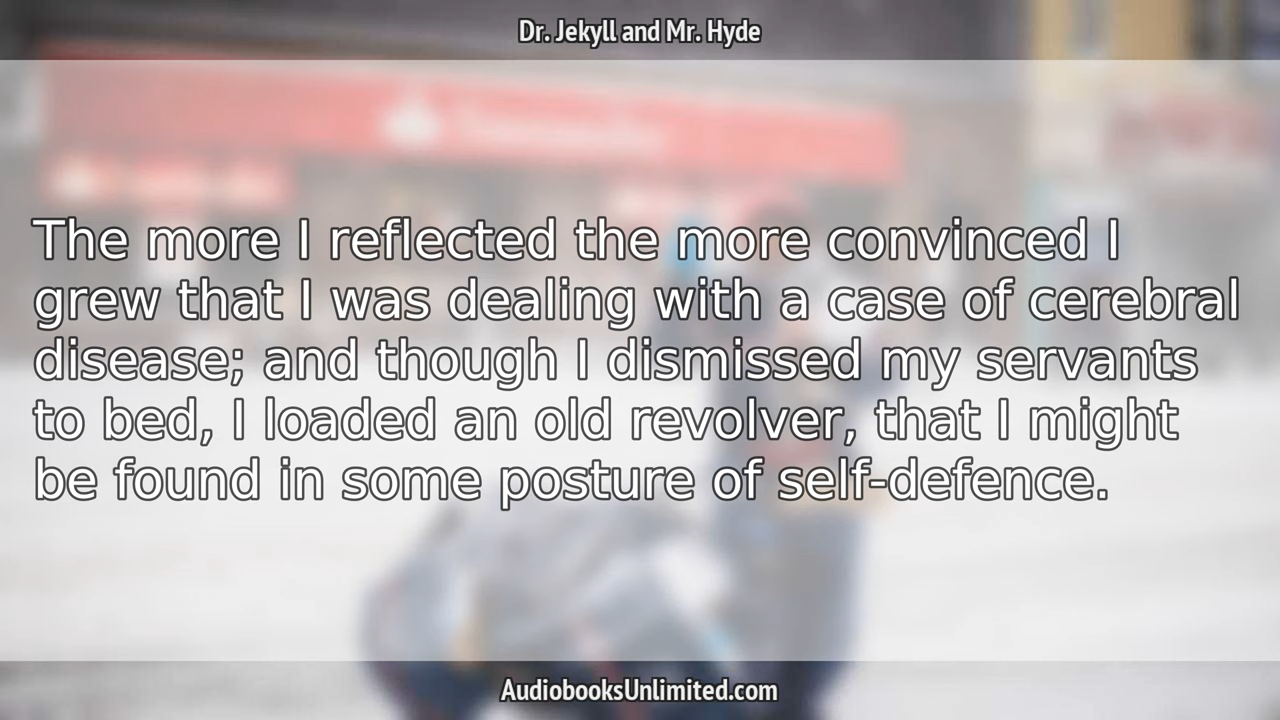 Dr. Jekyll and Mr. Hyde
The more I reflected the more convinced I
grew that I was dealing with a case of cerebral
disease; and though I dismissed my servants
to bed, I loaded an old revolver, that I might
be found in some posture of self-defence.
AudiobooksUnlimited.com